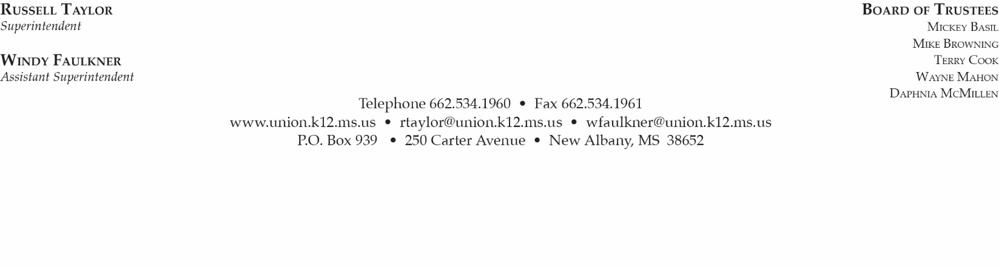 Russell Taylor
Superintendent
Windy Faulkner
Assistant Superintendent
Board of Trustees
Mickey Basil
Mike Browning
Terry Cook
Wayne Mahon
Daphnia McMillen
Telephone 662.534.1960 • Fax 662.534.1961
www.union.k12.ms.us • rtaylor@union.k12.ms.us • wfaulkner@union.k12.ms.us
P.O. Box 939 • 250 Carter Avenue • New Albany, MS 38652